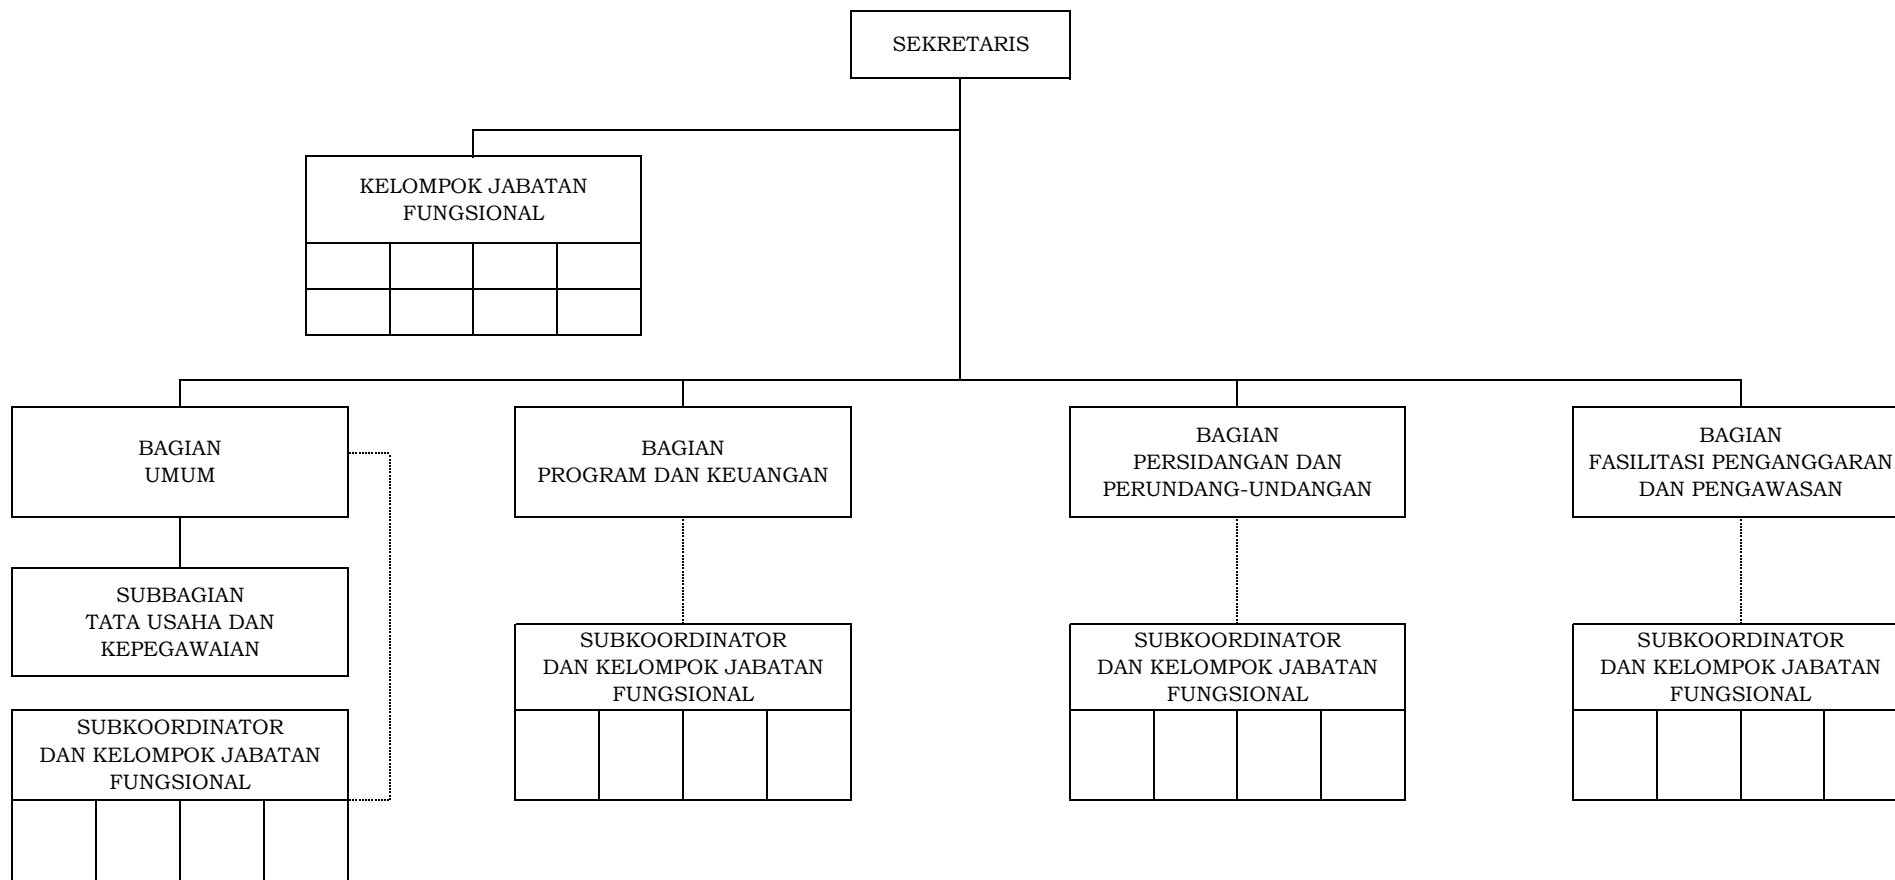 SEKRETARIS
KELOMPOK JABATAN
FUNGSIONAL
BAGIAN
UMUM
BAGIAN
PROGRAM DAN KEUANGAN
BAGIAN
PERSIDANGAN DAN
PERUNDANG-UNDANGAN
BAGIAN
FASILITASI PENGANGGARAN
DAN PENGAWASAN
SUBBAGIAN
TATA USAHA DAN
KEPEGAWAIAN
SUBKOORDINATOR
DAN KELOMPOK JABATAN
FUNGSIONAL
SUBKOORDINATOR
DAN KELOMPOK JABATAN
FUNGSIONAL
SUBKOORDINATOR
DAN KELOMPOK JABATAN
FUNGSIONAL
SUBKOORDINATOR
DAN KELOMPOK JABATAN
FUNGSIONAL